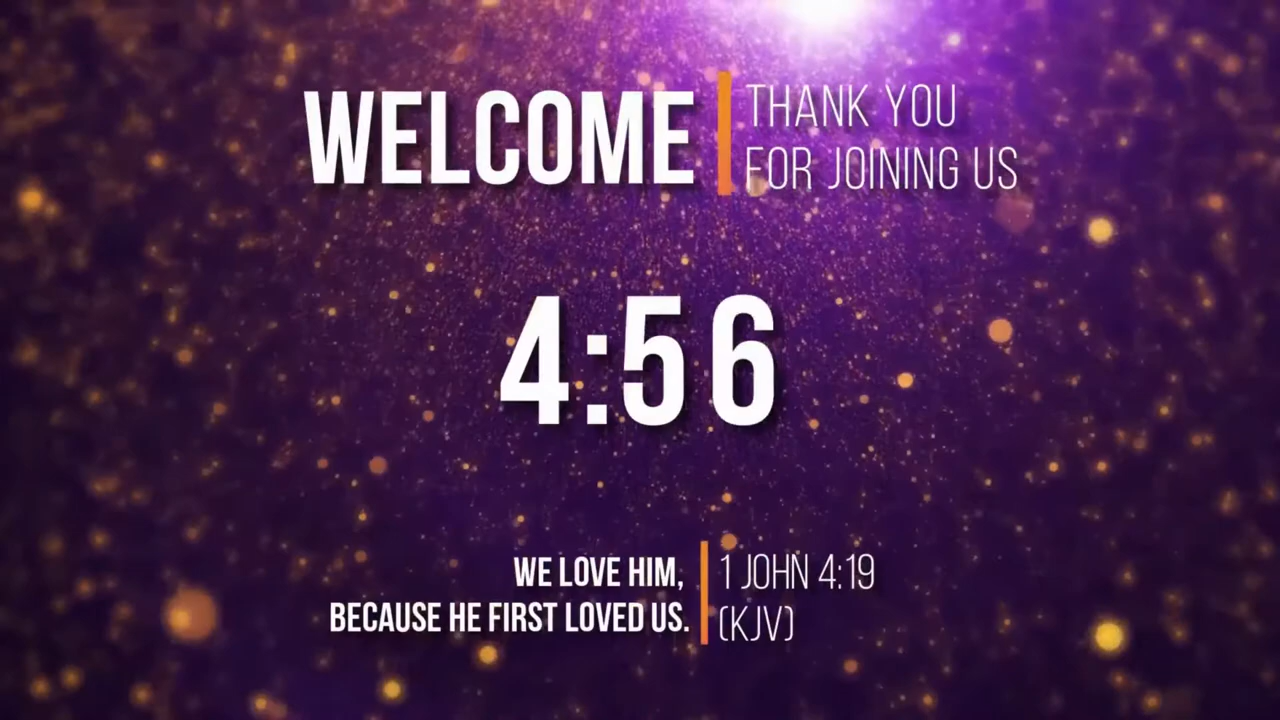 WELCOME
THANK YOU
FOR JOINING US
4:56
WE LOVE HIM,
BECAUSE HE FIRST LOVED US.
1 JOHN 4:19
(KJV)